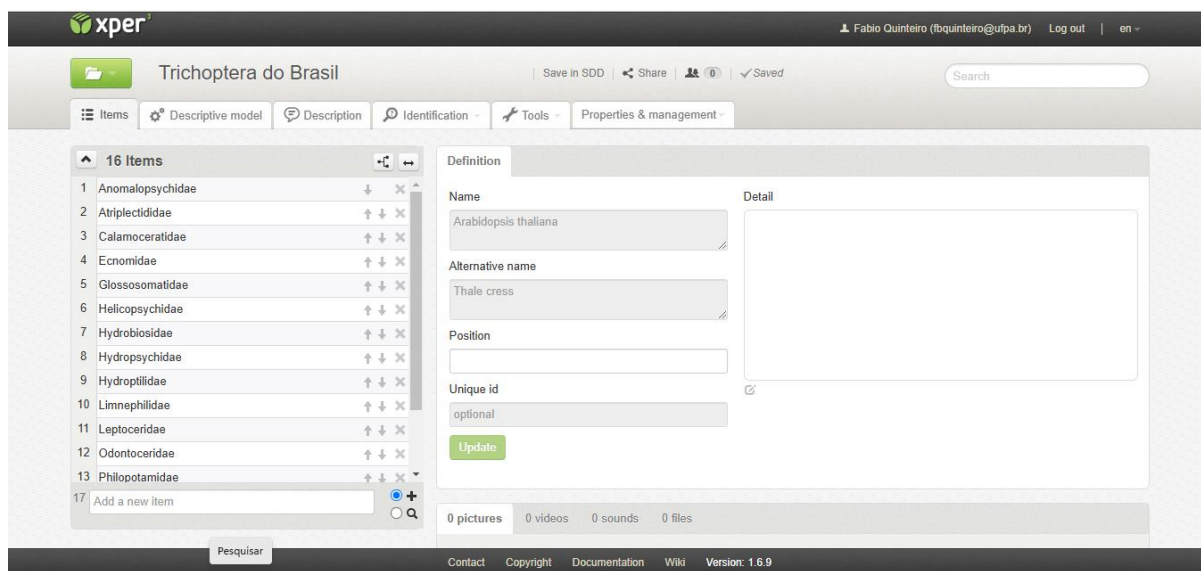 xper³
Fabio Quinteiro (fbquinteiro@ufpa.br) Log out | en
Trichoptera do Brasil
Save in SDD | Share | 0 | Saved
Search
Items
Descriptive model
Description
Identification
Tools
Properties & management
16 Items
1 Anomalopsychidae
2 Atriplectididae
3 Calamoceratidae
4 Ecnomidae
5 Glossosomatidae
6 Helicopsychidae
7 Hydrobiosidae
8 Hydropsychidae
9 Hydroptilidae
10 Limnephilidae
11 Leptoceridae
12 Odontoceridae
13 Philopotamidae
17 Add a new item
Pesquisar
Definition
Name
Arabidopsis thaliana
Alternative name
Thale cress
Position
Unique id
optional
Update
Detail
0 pictures 0 videos 0 sounds 0 files
Contact Copyright Documentation Wiki Version: 1.6.9